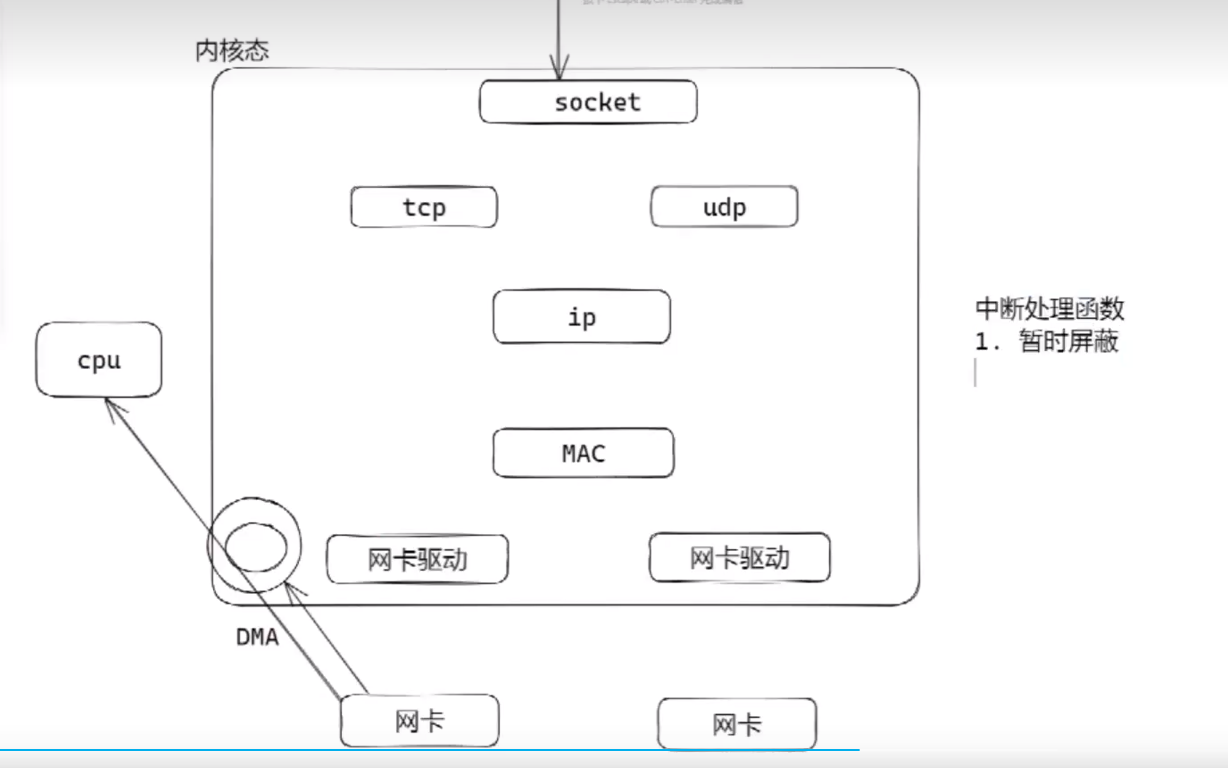 内核态
socket
tcp
udp
ip
中断处理函数
1. 暂时屏蔽
cpu
MAC
网卡驱动
网卡驱动
DMA
网卡
网卡